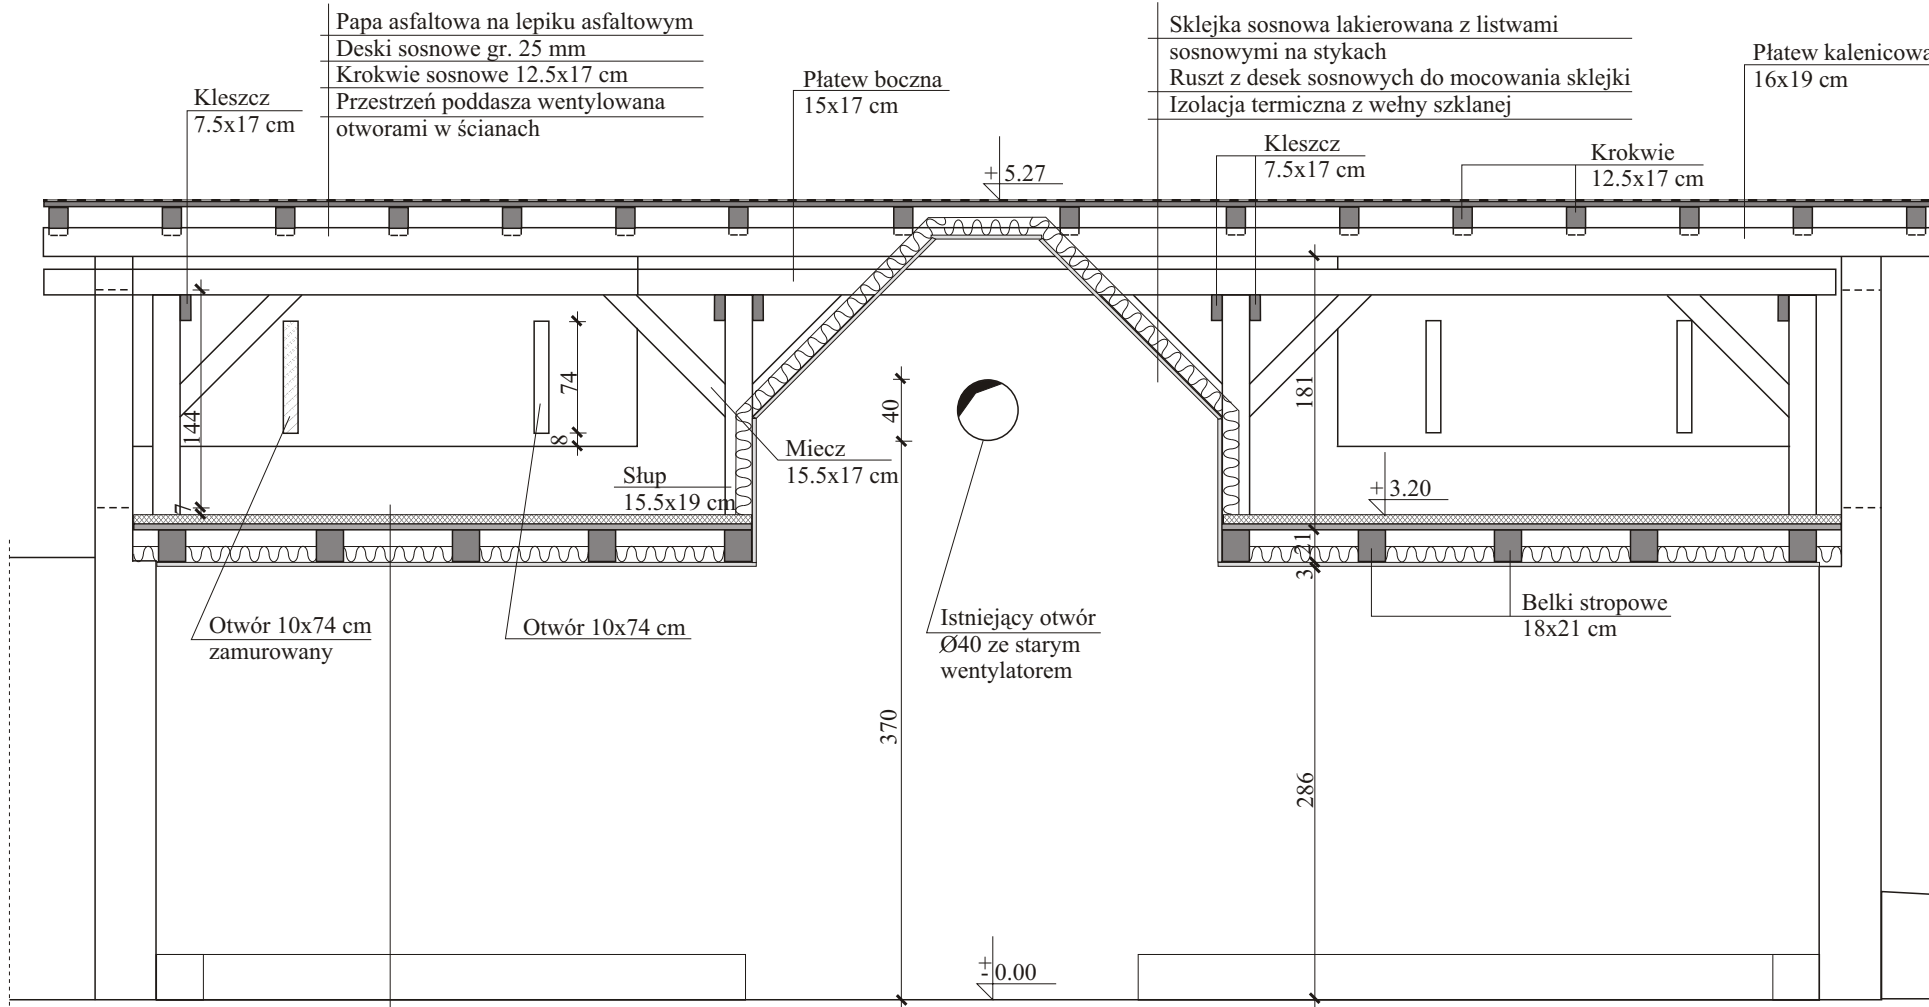 Papa asfaltowa na lepiku asfaltowym
Deski sosnowe gr. 25 mm
Krokwie sosnowe 12.5x17 cm
Przestrzeń poddasza wentylowana
otworami w ścianach
Sklejka sosnowa lakierowana z listwami
sosnowymi na stykach
Ruszt z desek sosnowych do mocowania sklejki
Izolacja termiczna z wełny szklanej
Płatew kalenicowa
16x19 cm
Płatew boczna
15x17 cm
Kleszcz
7.5x17 cm
Kleszcz
7.5x17 cm
Krokwie
12.5x17 cm
+ 5.27
144
7
74
8
40
181
Miecz
15.5x17 cm
Słup
15.5x19 cm
+ 3.20
21
3
Otwór 10x74 cm
zamurowany
Otwór 10x74 cm
Istniejący otwór
Ø40 ze starym
wentylatorem
Belki stropowe
18x21 cm
370
286
± 0.00